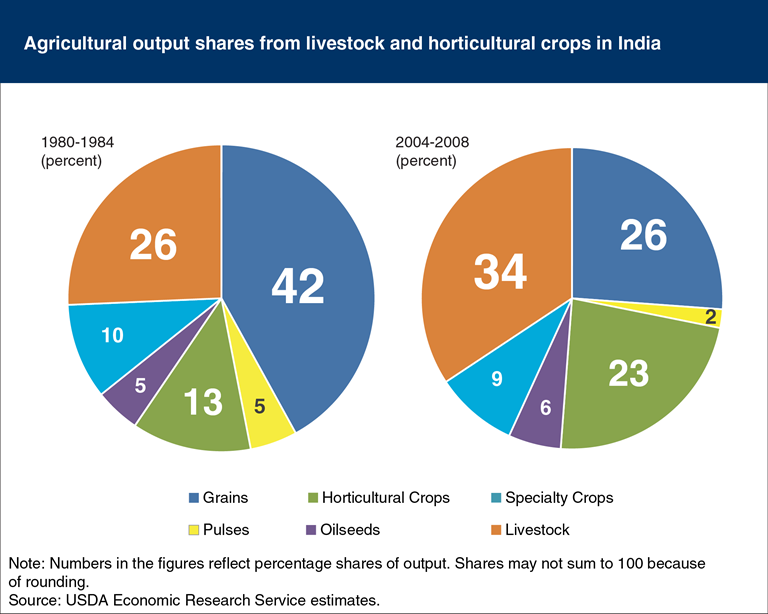 Agricultural output shares from livestock and horticultural crops in India
1980-1984
(percent)
2004-2008
(percent)
26
42
10
5
13
5
34
26
2
23
9
6
Grains
Horticultural Crops
Specialty Crops
Pulses
Oilseeds
Livestock
Note: Numbers in the figures reflect percentage shares of output. Shares may not sum to 100 because
of rounding.
Source: USDA Economic Research Service estimates.